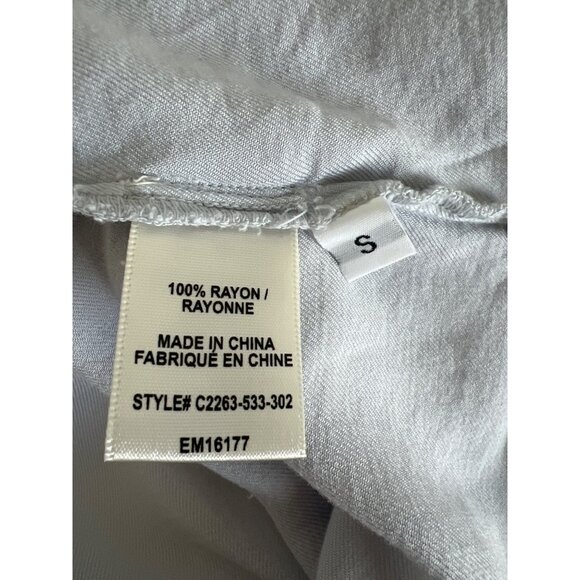 100% RAYON /
RAYONNE
MADE IN CHINA
FABRIQUÉ EN CHINE
STYLE# C2263-533-302
EM16177
S